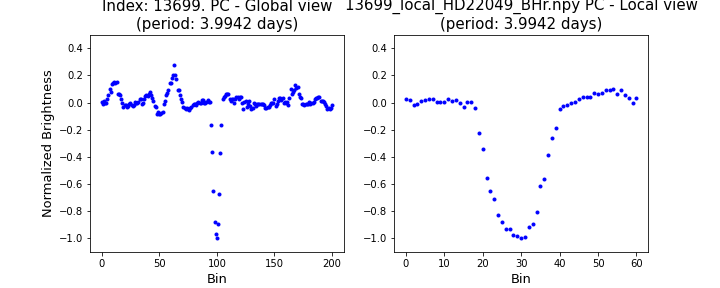 Index: 13699. PC - Global view
(period: 3.9942 days)
13699_local_HD22049_BHr.npy PC - Local view
(period: 3.9942 days)
Normalized Brightness
0.4
0.2
0.0
−0.2
−0.4
−0.6
−0.8
−1.0
0 50 100 150 200
Bin
0.4
0.2
0.0
−0.2
−0.4
−0.6
−0.8
−1.0
0 10 20 30 40 50 60
Bin